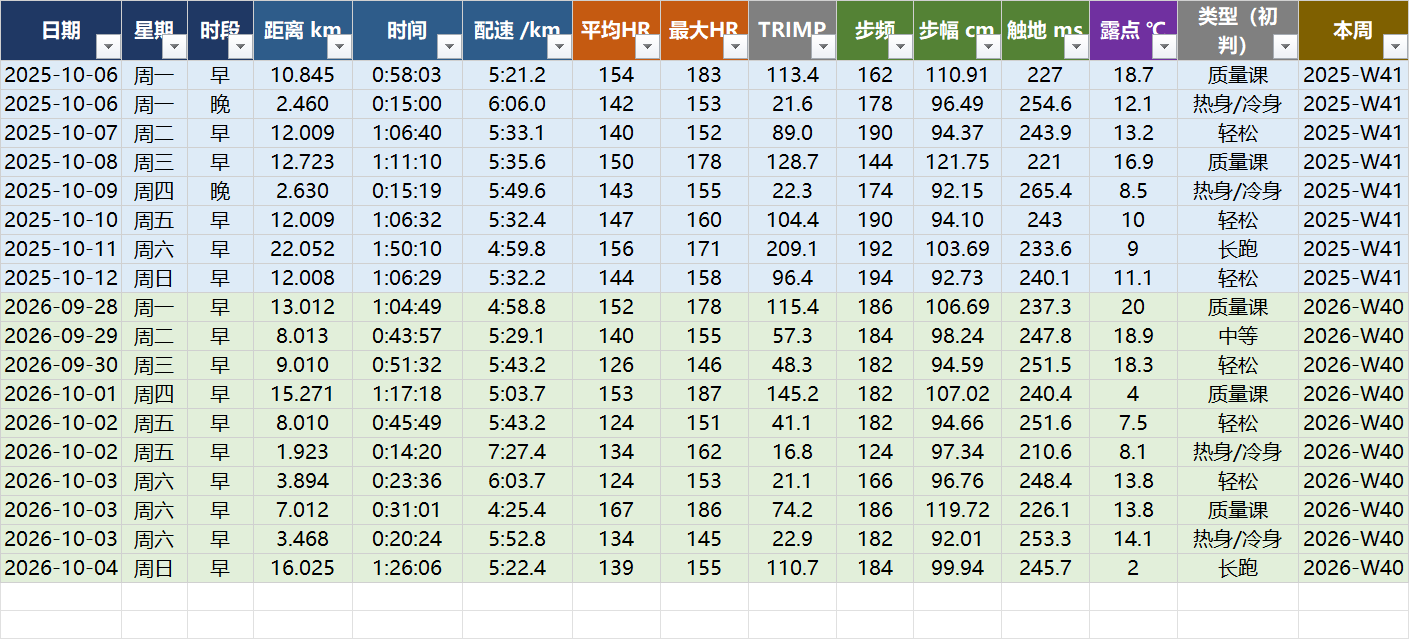 日期 星期 时段 距离 km 时间 配速 /km 平均HR 最大HR TRIMP 步频 步幅 cm 触地 ms 露点 ℃ 类型（初判） 本周
2025-10-06 周一 早 10.845 0:58:03 5:21.2 154 183 113.4 162 110.91 227 18.7 质量课 2025-W41
2025-10-06 周一 晚 2.460 0:15:00 6:06.0 142 153 21.6 178 96.49 254.6 12.1 热身/冷身 2025-W41
2025-10-07 周二 早 12.009 1:06:40 5:33.1 140 152 89.0 190 94.37 243.9 13.2 轻松 2025-W41
2025-10-08 周三 早 12.723 1:11:10 5:35.6 150 178 128.7 144 121.75 221 16.9 质量课 2025-W41
2025-10-09 周四 晚 2.630 0:15:19 5:49.6 143 155 22.3 174 92.15 265.4 8.5 热身/冷身 2025-W41
2025-10-10 周五 早 12.009 1:06:32 5:32.4 147 160 104.4 190 94.10 243 10 轻松 2025-W41
2025-10-11 周六 早 22.052 1:50:10 4:59.8 156 171 209.1 192 103.69 233.6 9 长跑 2025-W41
2025-10-12 周日 早 12.008 1:06:29 5:32.2 144 158 96.4 194 92.73 240.1 11.1 轻松 2025-W41
2026-09-28 周一 早 13.012 1:04:49 4:58.8 152 178 115.4 186 106.69 237.3 20 质量课 2026-W40
2026-09-29 周二 早 8.013 0:43:57 5:29.1 140 155 57.3 184 98.24 247.8 18.9 中等 2026-W40
2026-09-30 周三 早 9.010 0:51:32 5:43.2 126 146 48.3 182 94.59 251.5 18.3 轻松 2026-W40
2026-10-01 周四 早 15.271 1:17:18 5:03.7 153 187 145.2 182 107.02 240.4 4 质量课 2026-W40
2026-10-02 周五 早 8.010 0:45:49 5:43.2 124 151 41.1 182 94.66 251.6 7.5 轻松 2026-W40
2026-10-02 周五 早 1.923 0:14:20 7:27.4 134 162 16.8 124 97.34 210.6 8.1 热身/冷身 2026-W40
2026-10-03 周六 早 3.894 0:23:36 6:03.7 124 153 21.1 166 96.76 248.4 13.8 轻松 2026-W40
2026-10-03 周六 早 7.012 0:31:01 4:25.4 167 186 74.2 186 119.72 226.1 13.8 质量课 2026-W40
2026-10-03 周六 早 3.468 0:20:24 5:52.8 134 145 22.9 182 92.01 253.3 14.1 热身/冷身 2026-W40
2026-10-04 周日 早 16.025 1:26:06 5:22.4 139 155 110.7 184 99.94 245.7 2 长跑 2026-W40